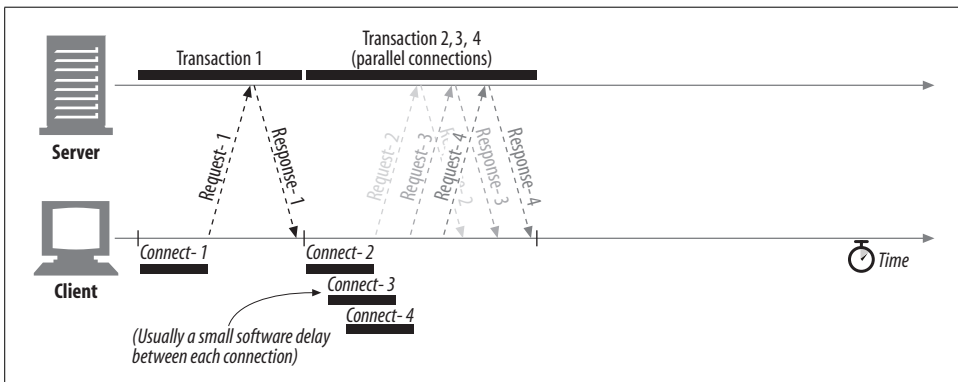 Transaction 1
Transaction 2, 3, 4
(parallel connections)
Server
Request- 1
Response- 1
Request- 2
Request- 3
Request- 4
Response- 3
Response- 4
Client
Connect- 1
Connect- 2
Connect- 3
Connect- 4
Time
(Usually a small software delay
between each connection)